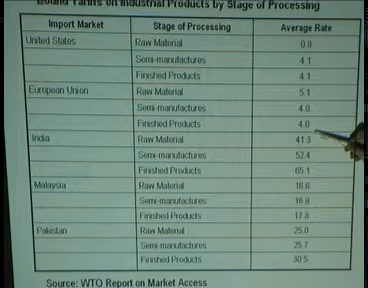 Bound Tariffs on Industrial Products by Stage of Processing
Import Market Stage of Processing Average Rate
United States Raw Material 0.8
Semi-manufactures 4.1
Finished Products 4.1
European Union Raw Material 5.1
Semi-manufactures 4.0
Finished Products 4.0
India Raw Material 41.3
Semi-manufactures 52.4
Finished Products 65.1
Malaysia Raw Material 16.6
Semi-manufactures 16.9
Finished Products 17.8
Pakistan Raw Material 25.0
Semi-manufactures 25.7
Finished Products 30.5
Source: WTO Report on Market Access